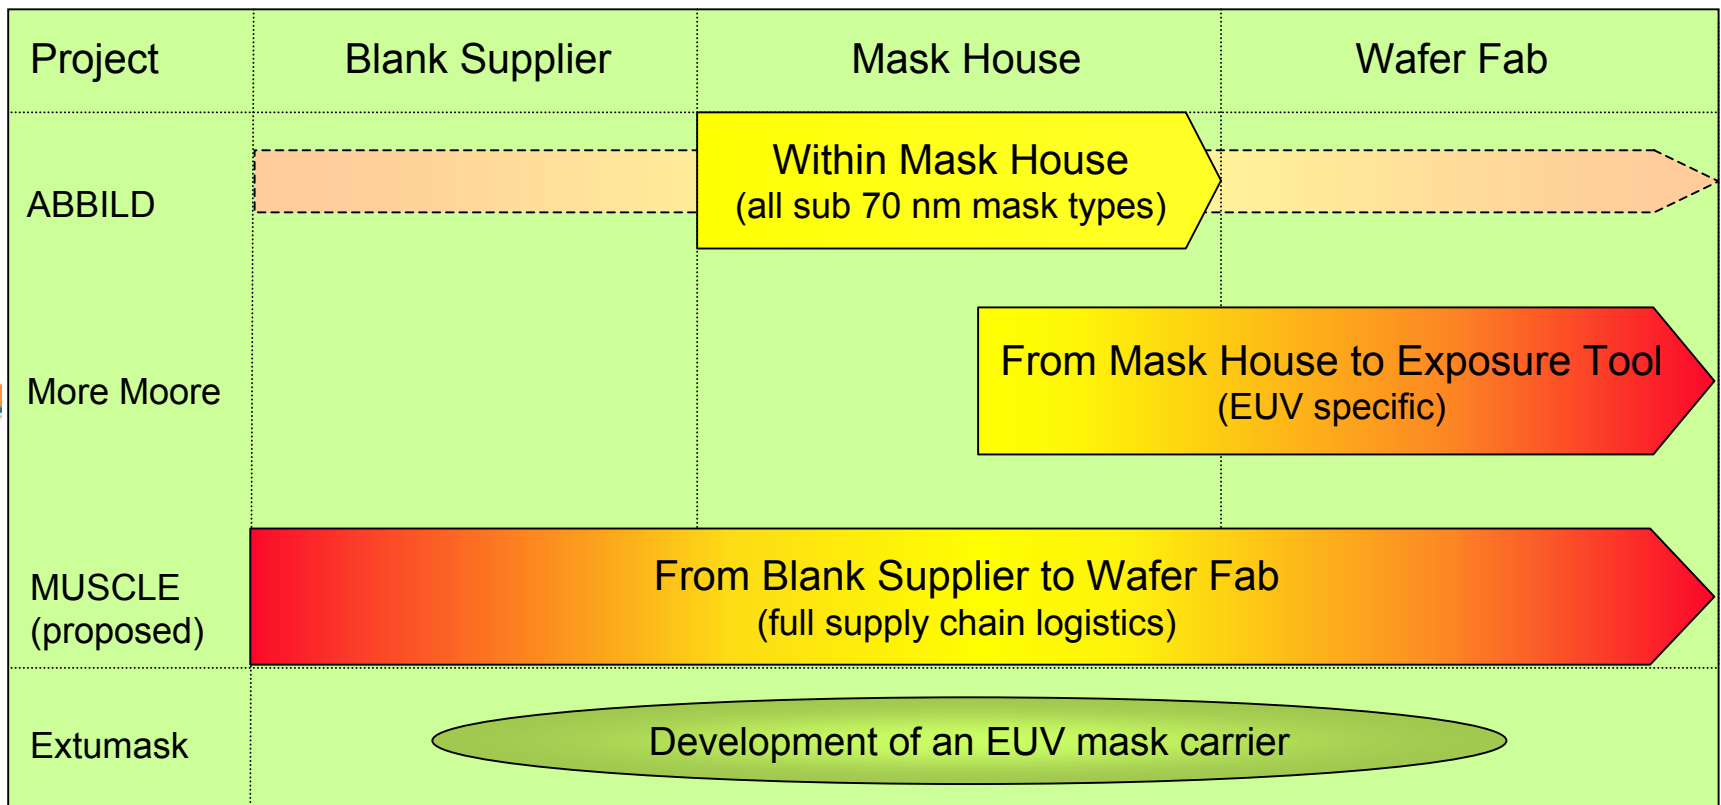 Project
Blank Supplier
Mask House
Wafer Fab
ABBILD
Within Mask House
(all sub 70 nm mask types)
More Moore
From Mask House to Exposure Tool
(EUV specific)
MUSCLE
(proposed)
From Blank Supplier to Wafer Fab
(full supply chain logistics)
Extumask
Development of an EUV mask carrier